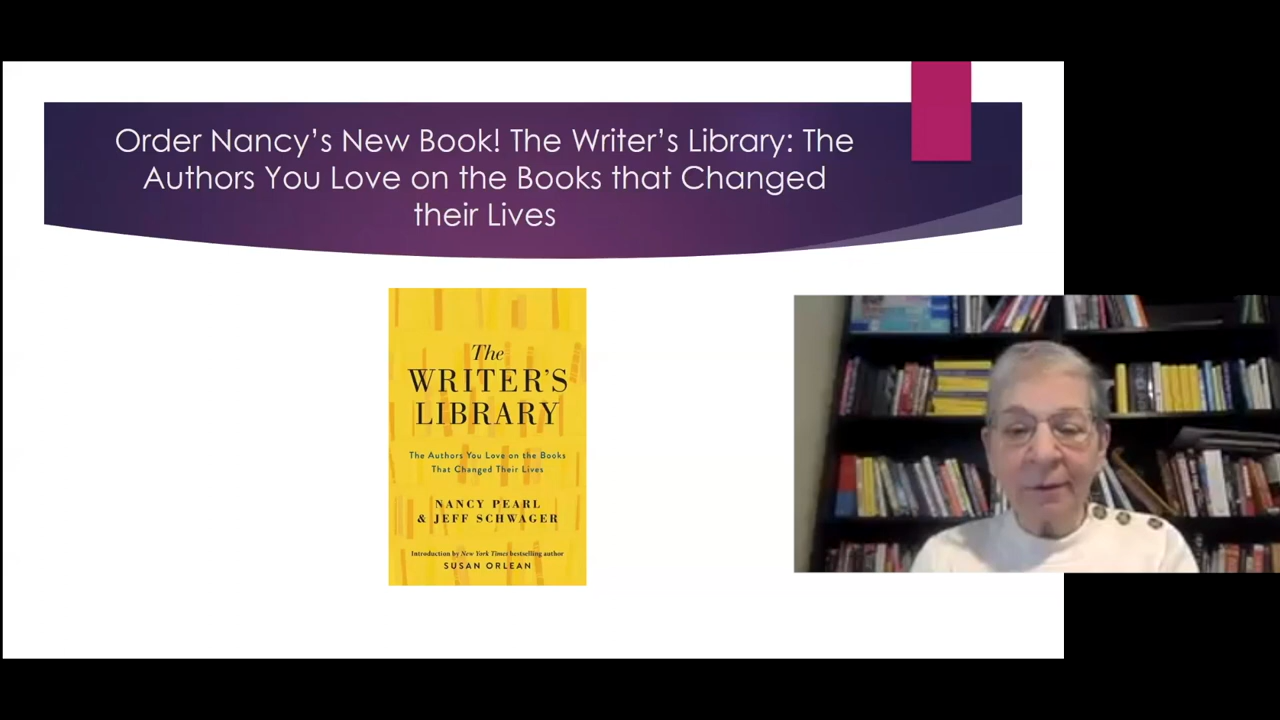 Order Nancy’s New Book! The Writer’s Library: The
Authors You Love on the Books that Changed
their Lives
The
WRITER’S
LIBRARY
The Authors You Love on the Books
That Changed Their Lives
NANCY PEARL
& JEFF SCHWAGER
Introduction by New York Times bestselling author
SUSAN ORLEAN